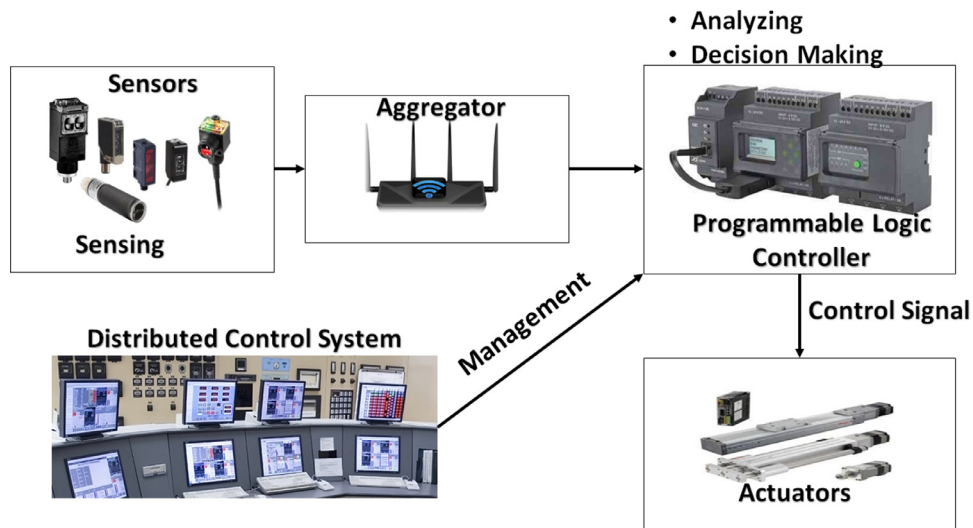 • Analyzing
• Decision Making
Sensors
Sensing
Aggregator
Programmable Logic
Controller
Management
Control Signal
Distributed Control System
Actuators